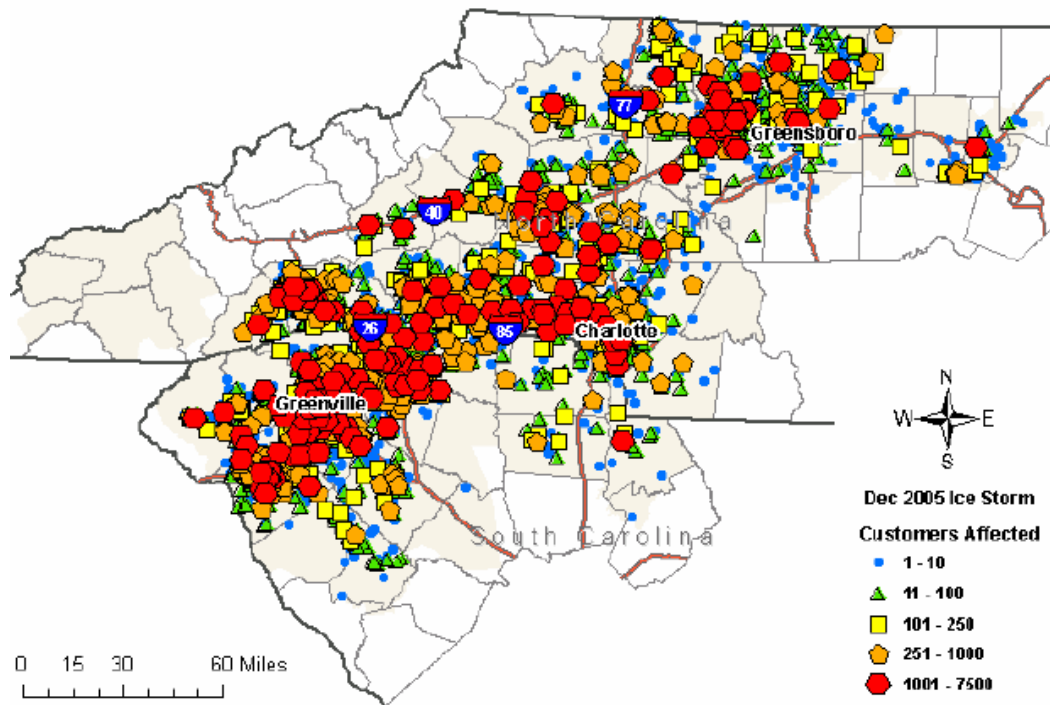 77
Greensboro
40
North Carolina
26
85
Charlotte
Greenville
N
W E
S
Dec 2005 Ice Storm
Customers Affected
South Carolina
1 - 10
11 - 100
101 - 250
251 - 1000
1001 - 7500
0 15 30 60 Miles